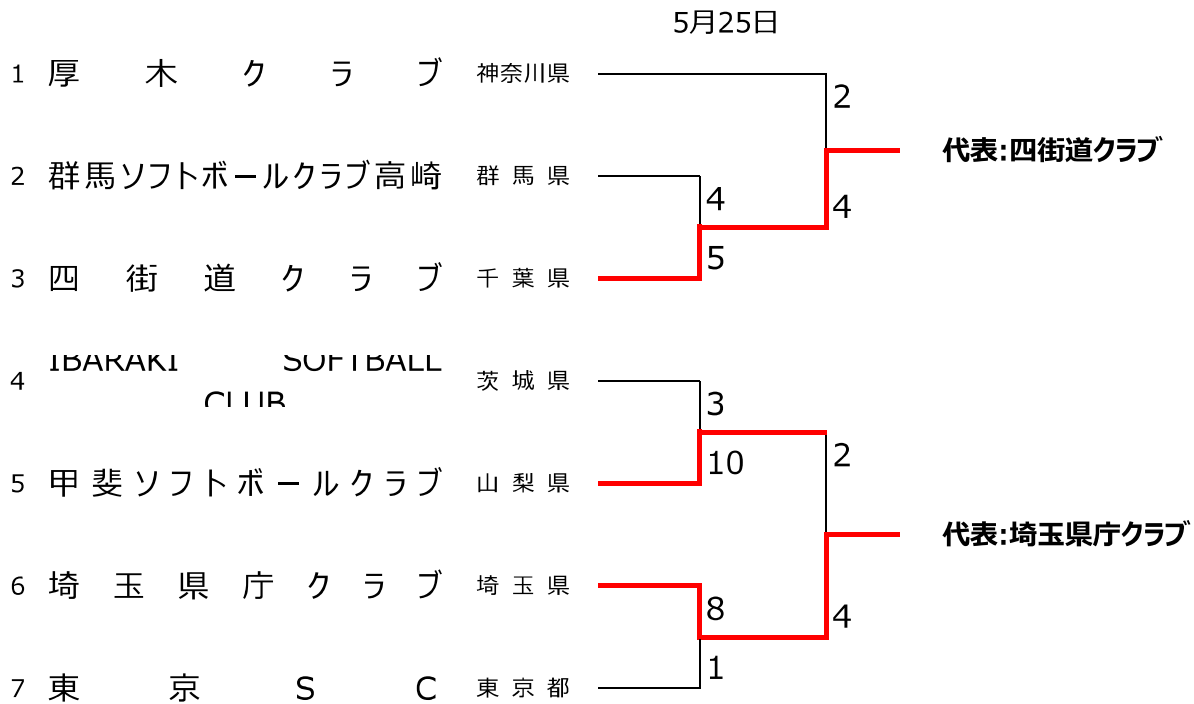 5月25日
1 厚木クラブ 神奈川県
2
代表:四街道クラブ
2 群馬ソフトボールクラブ高崎 群馬県
4
4
5
3 四街道クラブ 千葉県
IBARAKI SOFTBALL
4 茨城県
CLUB
3
10
2
5 甲斐ソフトボールクラブ 山梨県
代表:埼玉県庁クラブ
6 埼玉県庁クラブ 埼玉県
8
4
1
7 東京SC 東京都